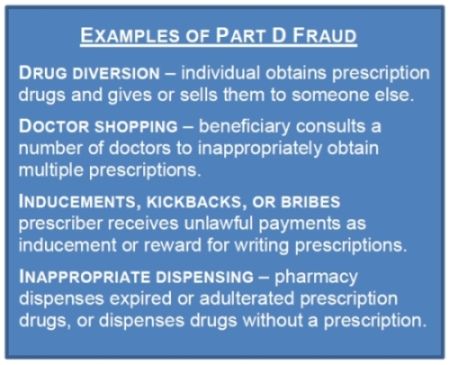 EXAMPLES OF PART D FRAUD
DRUG DIVERSION – individual obtains prescription
drugs and gives or sells them to someone else.
DOCTOR SHOPPING – beneficiary consults a
number of doctors to inappropriately obtain
multiple prescriptions.
INDUCEMENTS, KICKBACKS, OR BRIBES
prescriber receives unlawful payments as
inducement or reward for writing prescriptions.
INAPPROPRIATE DISPENSING – pharmacy
dispenses expired or adulterated prescription
drugs, or dispenses drugs without a prescription.